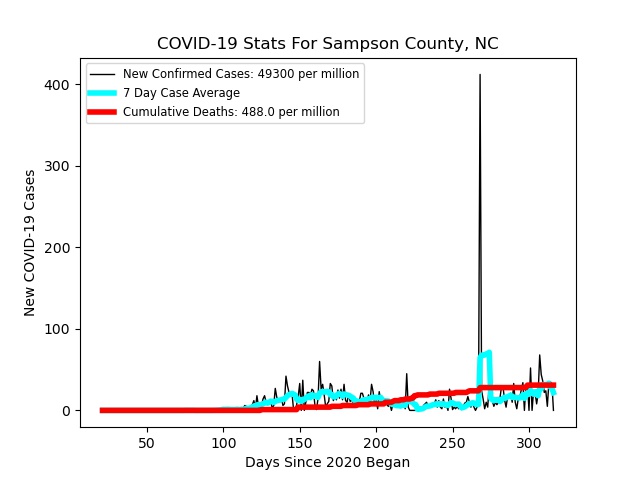 COVID-19 Stats For Sampson County, NC
New Confirmed Cases: 49300 per million
7 Day Case Average
Cumulative Deaths: 488.0 per million
New COVID-19 Cases
400
300
200
100
0
50 100 150 200 250 300
Days Since 2020 Began